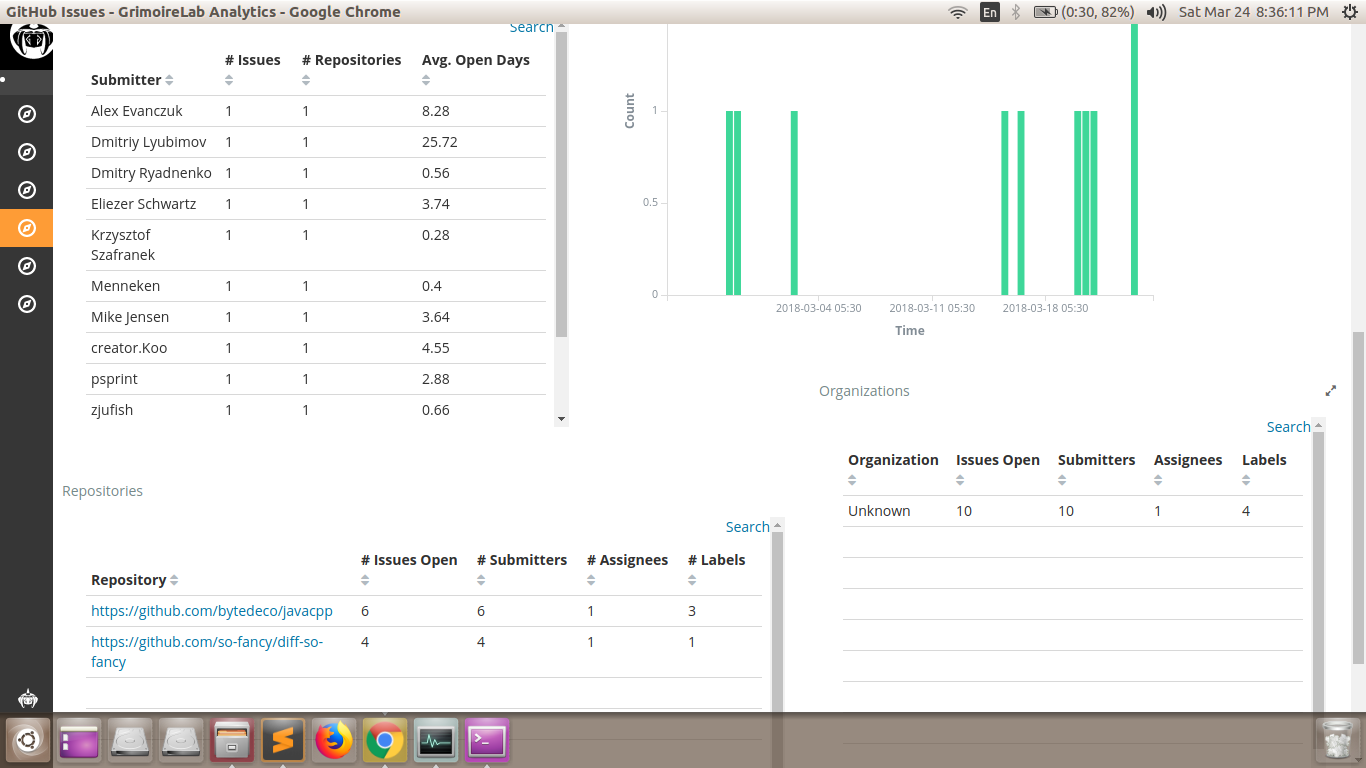 GitHub Issues - GrimoireLab Analytics - Google Chrome
En
(0:30, 82%)
Sat Mar 24 8:36:11 PM
Search
Submitter # Issues # Repositories Avg. Open Days
Alex Evanczuk 1 1 8.28
Dmitriy Lyubimov 1 1 25.72
Dmitry Ryadnenko 1 1 0.56
Eliezer Schwartz 1 1 3.74
Krzysztof 1 1 0.28
Szafranek
Menneken 1 1 0.4
Mike Jensen 1 1 3.64
creator.Koo 1 1 4.55
psprint 1 1 2.88
zjufish 1 1 0.66
Count
1
0.5
0
2018-03-04 05:30 2018-03-11 05:30 2018-03-18 05:30
Time
Organizations
Search
Organization Issues Open Submitters Assignees Labels
Unknown 10 10 1 4
Repositories
Search
Repository # Issues Open # Submitters # Assignees # Labels
https://github.com/bytedeco/javacpp 6 6 1 3
https://github.com/so-fancy/diff-so- 4 4 1 1
fancy